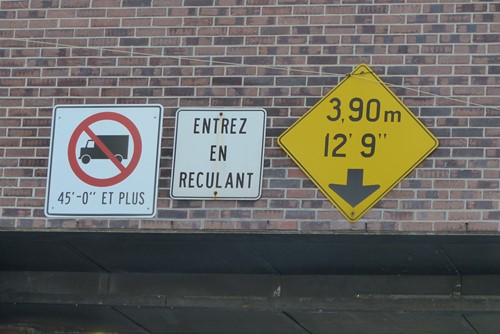 45'-0" ET PLUS
ENTREZ
EN
RECULANT
3,90m
12' 9"